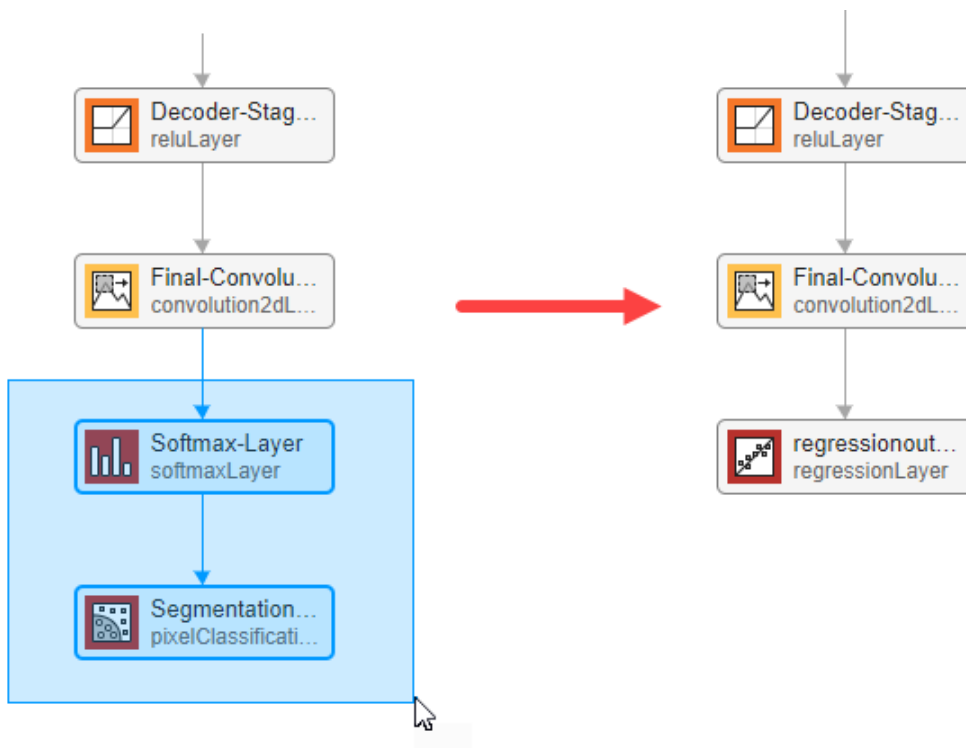 Decoder-Stag...
reluLayer
Final-Convolu...
convolution2dL...
Softmax-Layer
softmaxLayer
Segmentation...
pixelClassificati...
Decoder-Stag...
reluLayer
Final-Convolu...
convolution2dL...
regressionout...
regressionLayer